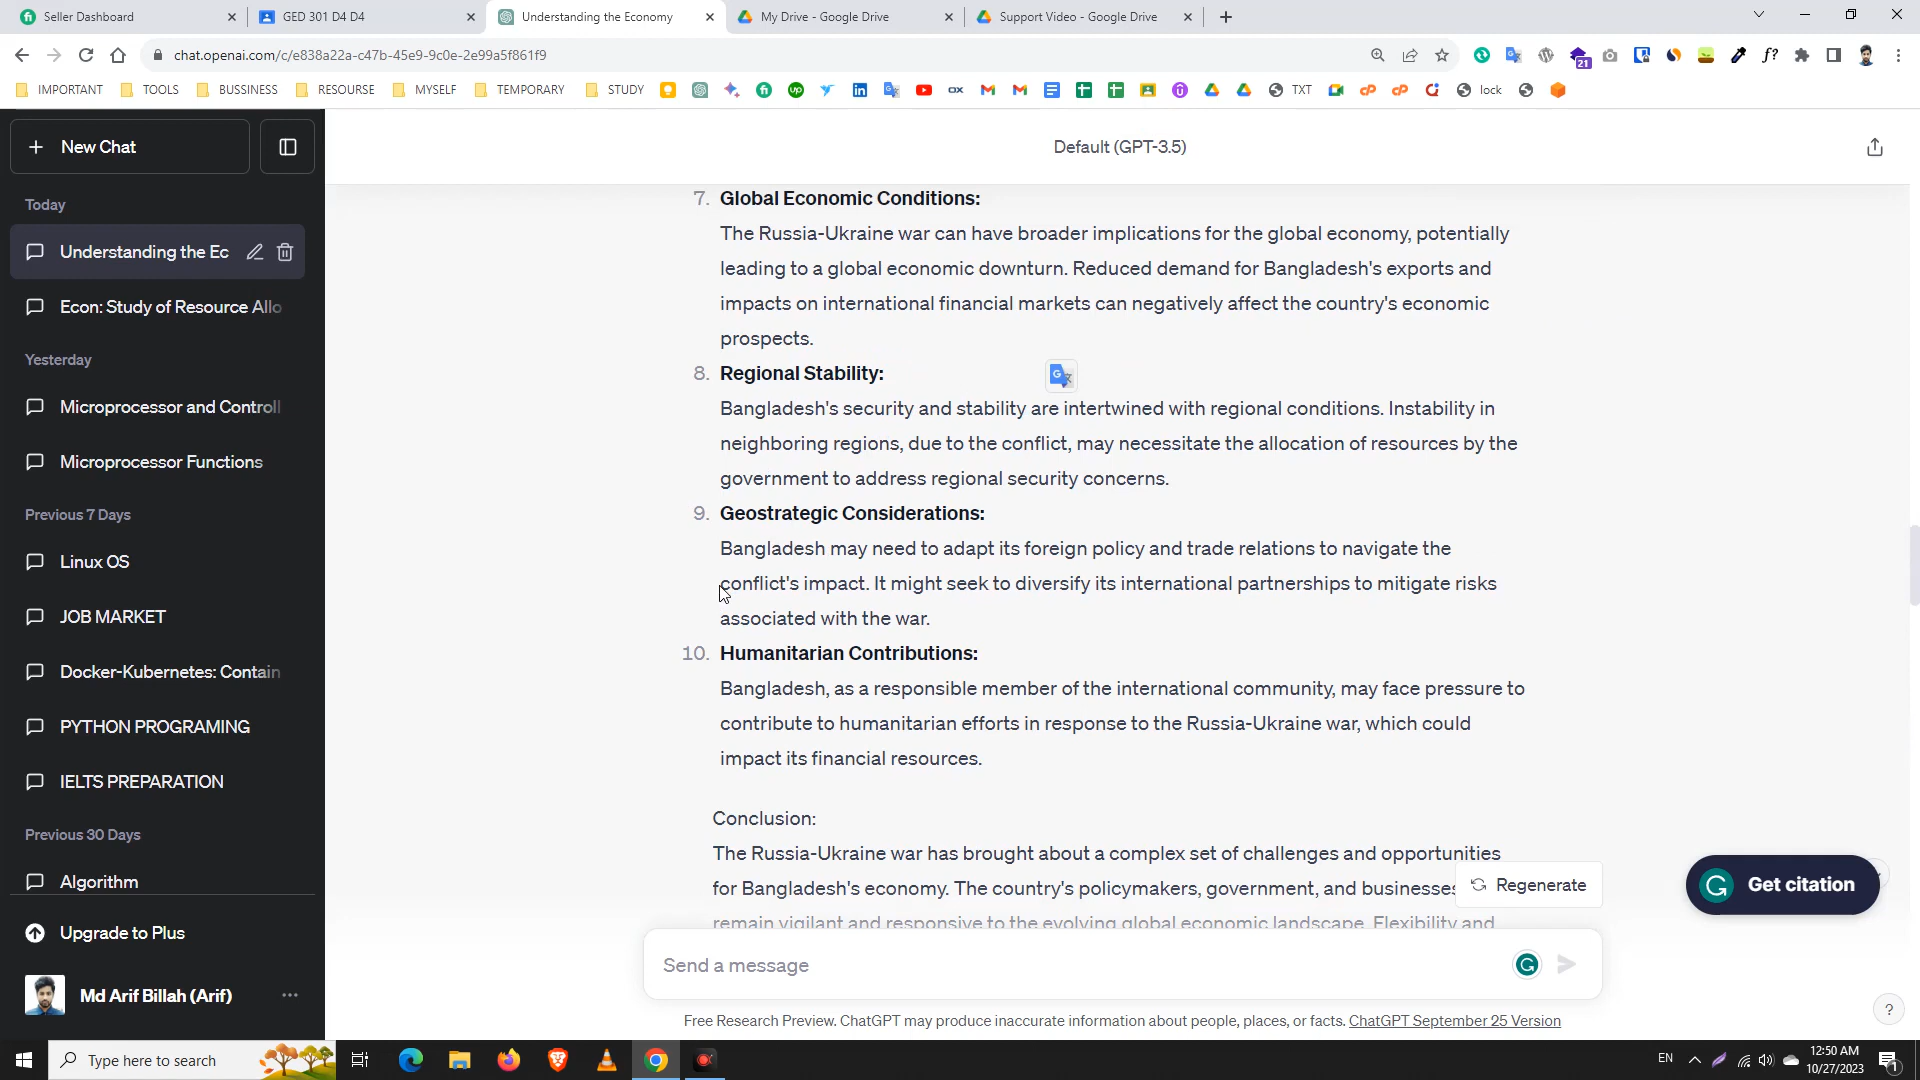 Seller Dashboard
GED 301 D4 D4
Understanding the Economy
My Drive - Google Drive
Support Video - Google Drive
chat.openai.com/c/e838a22a-c47b-45e9-9c0e-2e99a5f861f9
21
f?
IMPORTANT
TOOLS
BUSSINESS
RESOURSE
MYSELF
TEMPORARY
STUDY
TXT
lock
New Chat
Default (GPT-3.5)
Today
Understanding the Ec
Econ: Study of Resource Allo
Yesterday
Microprocessor and Controll
Microprocessor Functions
Previous 7 Days
Linux OS
JOB MARKET
Docker-Kubernetes: Contain
PYTHON PROGRAMING
IELTS PREPARATION
Previous 30 Days
Algorithm
Upgrade to Plus
Md Arif Billah (Arif)
7. Global Economic Conditions:
The Russia-Ukraine war can have broader implications for the global economy, potentially
leading to a global economic downturn. Reduced demand for Bangladesh's exports and
impacts on international financial markets can negatively affect the country's economic
prospects.
8. Regional Stability:
Bangladesh's security and stability are intertwined with regional conditions. Instability in
neighboring regions, due to the conflict, may necessitate the allocation of resources by the
government to address regional security concerns.
9. Geostrategic Considerations:
Bangladesh may need to adapt its foreign policy and trade relations to navigate the
conflict's impact. It might seek to diversify its international partnerships to mitigate risks
associated with the war.
10. Humanitarian Contributions:
Bangladesh, as a responsible member of the international community, may face pressure to
contribute to humanitarian efforts in response to the Russia-Ukraine war, which could
impact its financial resources.
Conclusion:
The Russia-Ukraine war has brought about a complex set of challenges and opportunities
for Bangladesh's economy. The country's policymakers, government, and businesses
remain vigilant and responsive to the evolving global economic landscape. Flexibility and
Regenerate
Get citation
Send a message
Free Research Preview. ChatGPT may produce inaccurate information about people, places, or facts. ChatGPT September 25 Version
?
Type here to search
EN
12:50 AM
10/27/2023
1